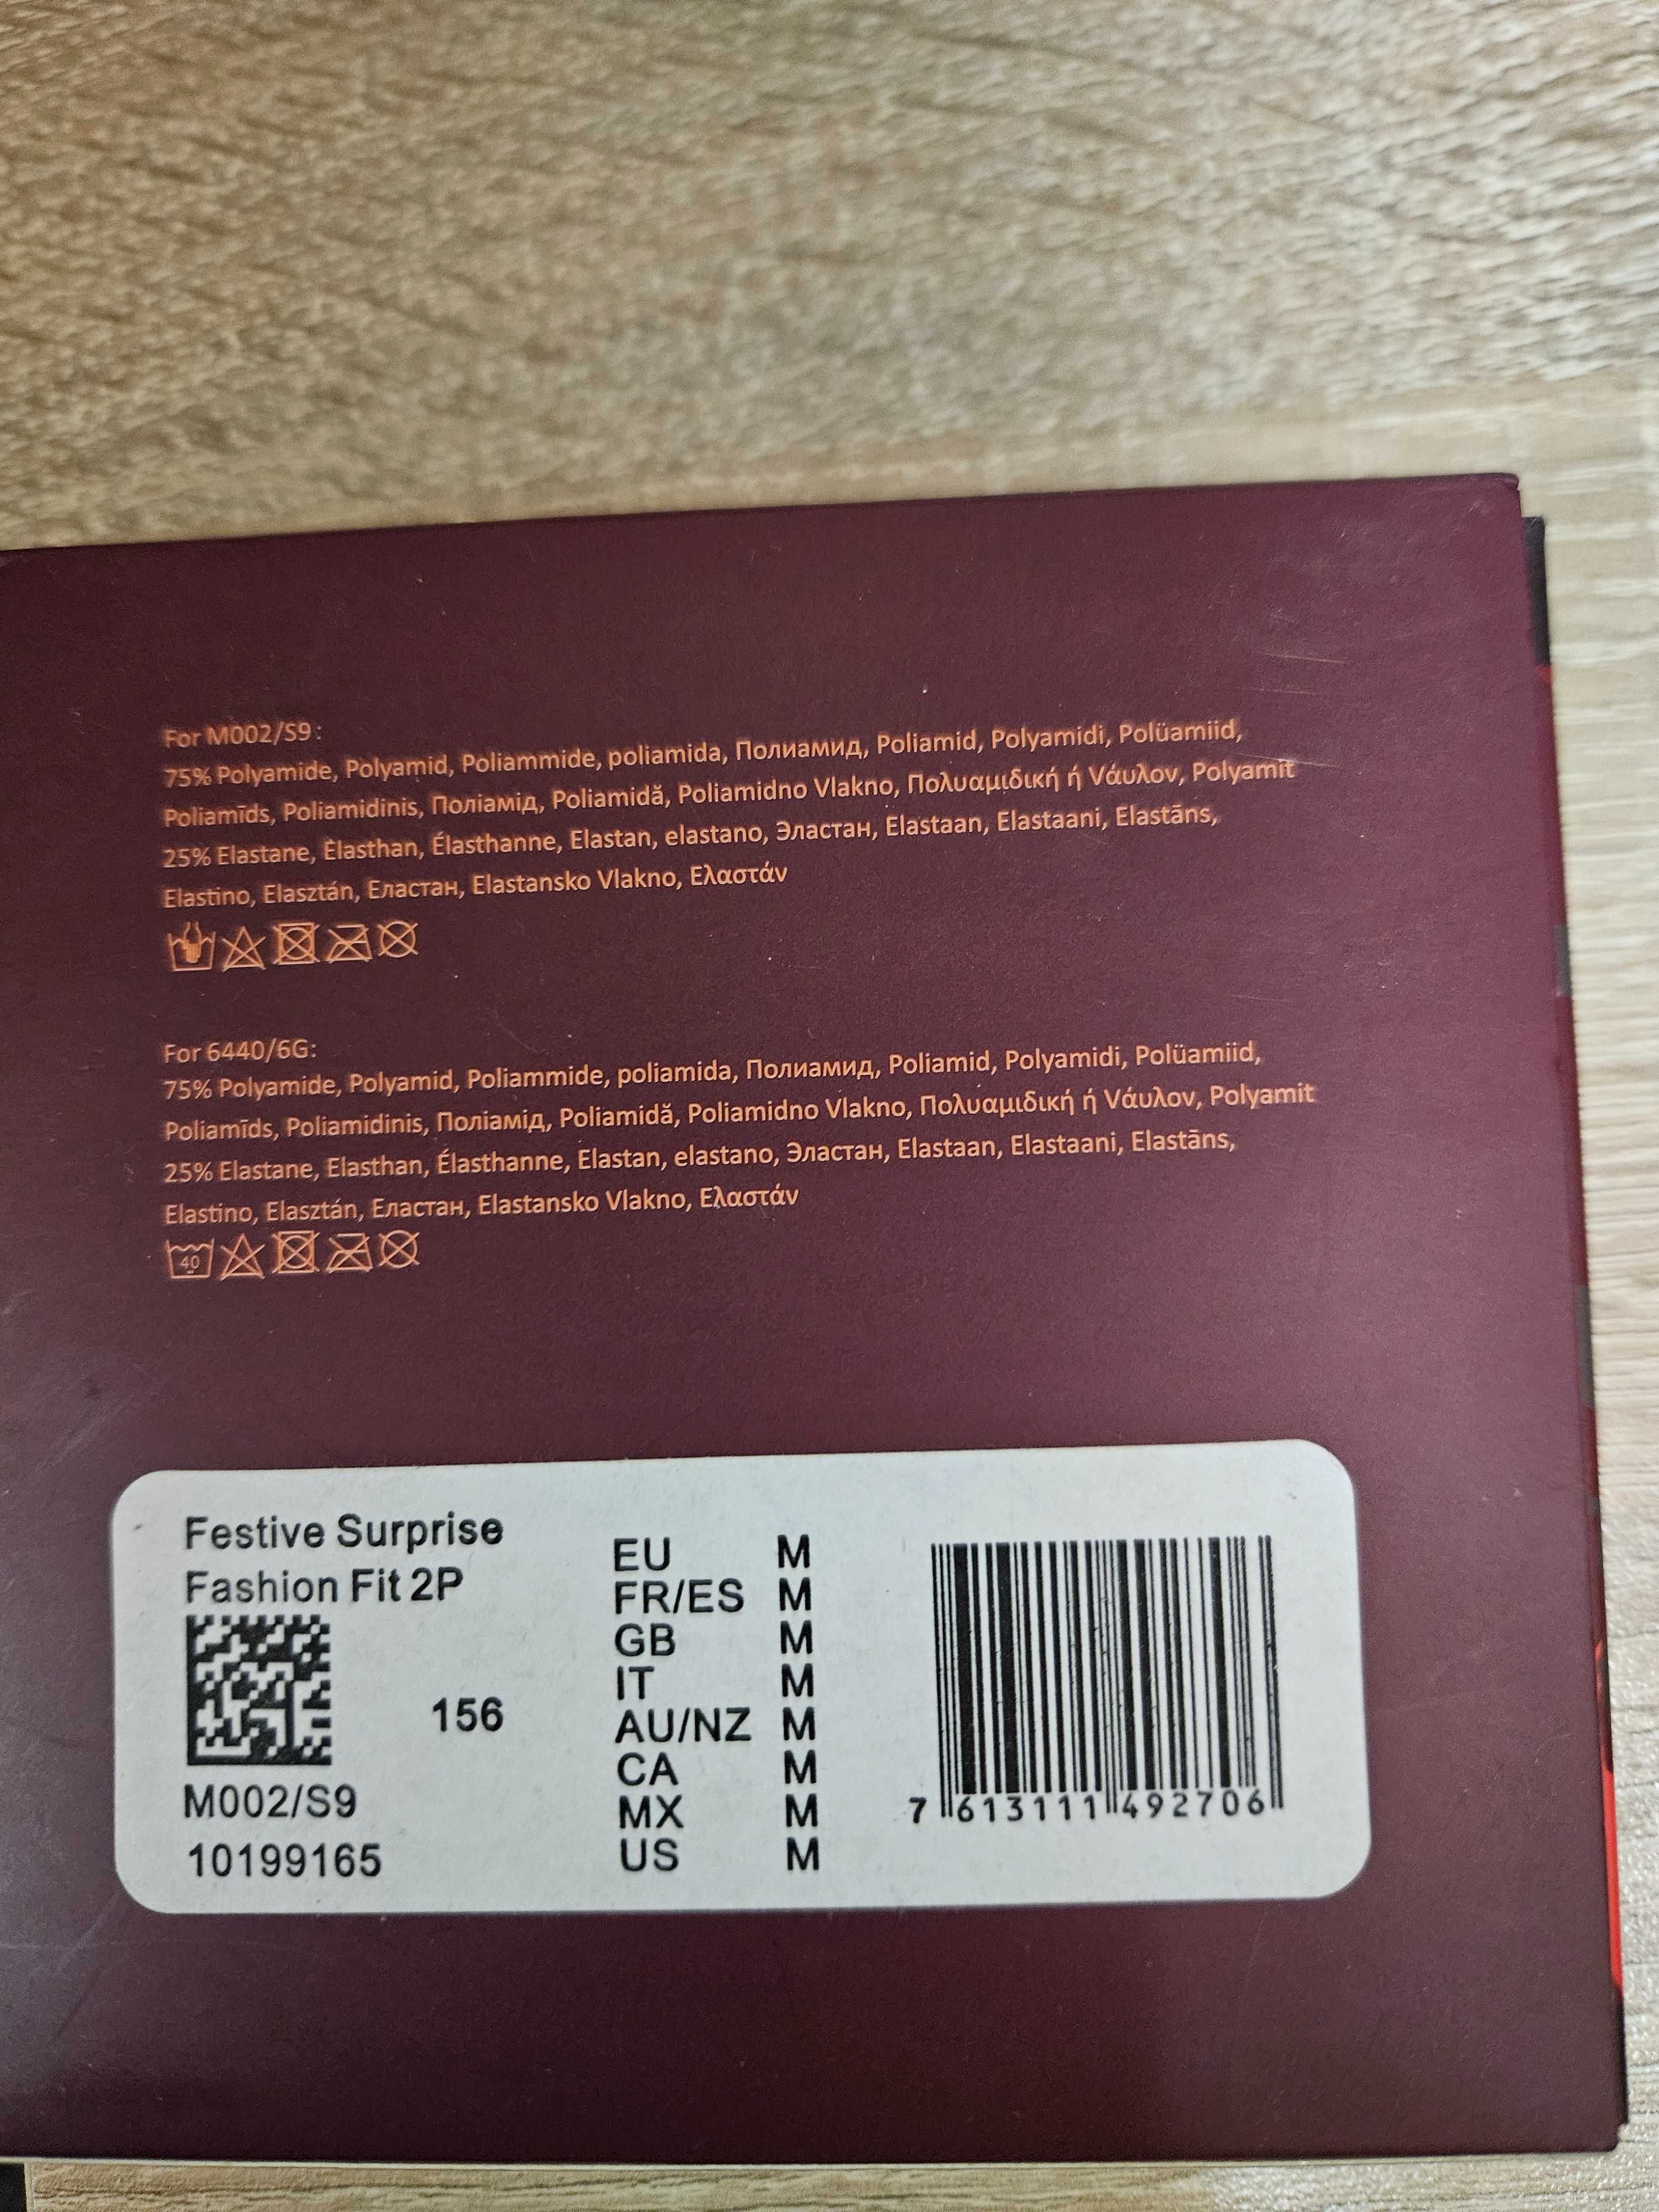 For M002/S9:
75% Polyamide, Polyamid, Poliammide, poliamida, Полиамид, Poliamid, Polyamidi, Polüamiid,
Poliamīds, Poliamidinis, Поліамід, Poliamidă, Poliamidno Vlakno, Πολυαμιδική ή Νάυλον, Polyamit
25% Elastane, Elasthan, Élasthanne, Elastan, elastano, Эластан, Elastaan, Elastaani, Elastāns,
Elastino, Elasztán, Еластан, Elastansko Vlakno, Ελαστάν
For 6440/6G:
75% Polyamide, Polyamid, Poliammide, poliamida, Полиамид, Poliamid, Polyamidi, Polüamiid,
Poliamīds, Poliamidinis, Поліамід, Poliamidă, Poliamidno Vlakno, Πολυαμιδική ή Νάυλον, Polyamit
25% Elastane, Elasthan, Élasthanne, Elastan, elastano, Эластан, Elastaan, Elastaani, Elastāns,
Elastino, Elasztán, Еластан, Elastansko Vlakno, Ελαστάν
40
Festive Surprise
Fashion Fit 2P
156
M002/S9
10199165
EU M
FR/ES M
GB M
IT M
AU/NZ M
CA M
MX M
US M
7 613111 492706